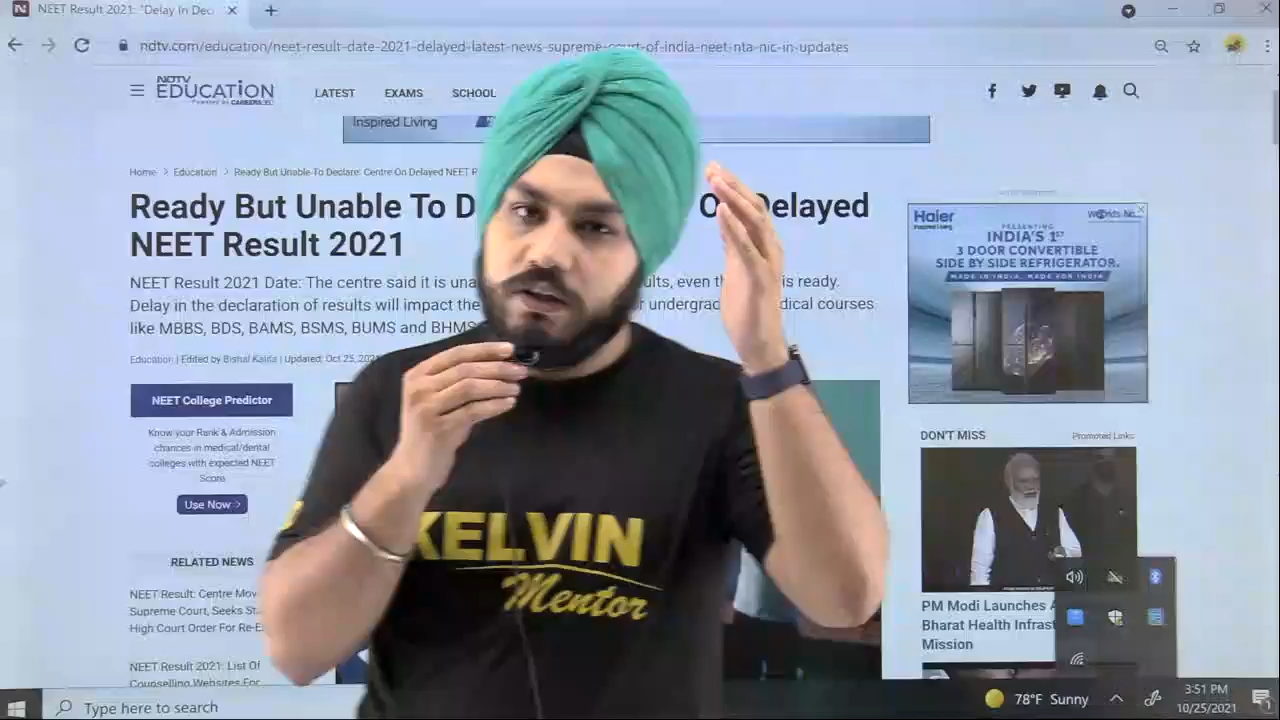 NEET Result 2021: "Delay In Dec
ndtv.com/education/neet-result-date-2021-delayed-latest-news-supreme-court-of-india-neet-nta-nic-in-updates
NDTV
EDUCATION
Powered by CAREERS
LATEST EXAMS SCHOOL
Inspired Living
Home > Education > Ready But Unable To Declare: Centre On Delayed NEET R
Ready But Unable To D O Delayed
NEET Result 2021
NEET Result 2021 Date: The centre said it is una ults, even is ready.
Delay in the declaration of results will impact the r undergrad dical courses
like MBBS, BDS, BAMS, BSMS, BUMS and BHMS
Education | Edited by Bishal Kalita | Updated: Oct 25, 2021
NEET College Predictor
Know your Rank & Admission
chances in medical/dental
colleges with expected NEET
Score
Use Now >
RELATED NEWS
NEET Result: Centre Mov
Supreme Court, Seeks St
High Court Order For Re-E
NEET Result 2021: List Of
Counselling Websites For
Haier
Inspired Living
PRESENTING
INDIA'S 1ST
3 DOOR CONVERTIBLE
SIDE BY SIDE REFRIGERATOR.
MADE IN INDIA, MADE FOR INDIA
DON'T MISS
Promoted Links
PM Modi Launches A
Bharat Health Infrast
Mission
KELVIN
Mentor
Type here to search
78°F Sunny
3:51 PM
10/25/2021